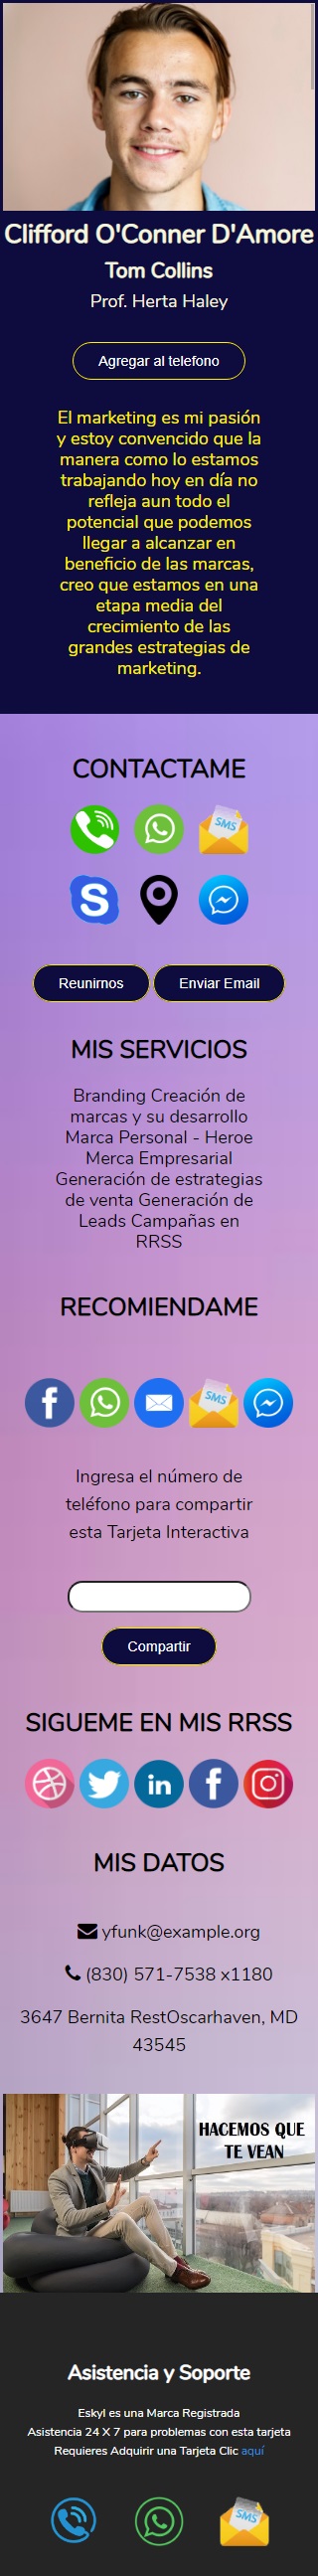 Clifford O'Conner D'Amore
Tom Collins
Prof. Herta Haley
Agregar al telefono
El marketing es mi pasión
y estoy convencido que la
manera como lo estamos
trabajando hoy en día no
refleja aun todo el
potencial que podemos
llegar a alcanzar en
beneficio de las marcas,
creo que estamos en una
etapa media del
crecimiento de las
grandes estrategias de
marketing.
CONTACTAME
SMS
S
Reunirnos Enviar Email
MIS SERVICIOS
Branding Creación de
marcas y su desarrollo
Marca Personal - Heroe
Merca Empresarial
Generación de estrategias
de venta Generación de
Leads Campañas en
RRSS
RECOMIENDAME
f SMS
Ingresa el número de
teléfono para compartir
esta Tarjeta Interactiva
Compartir
SIGUEME EN MIS RRSS
in f
MIS DATOS
yfunk@example.org
(830) 571-7538 x1180
3647 Bernita RestOscarhaven, MD
43545
HACEMOS QUE
TE VEAN
Asistencia y Soporte
Eskyl es una Marca Registrada
Asistencia 24 X 7 para problemas con esta tarjeta
Requieres Adquirir una Tarjeta Clic aquí
SMS